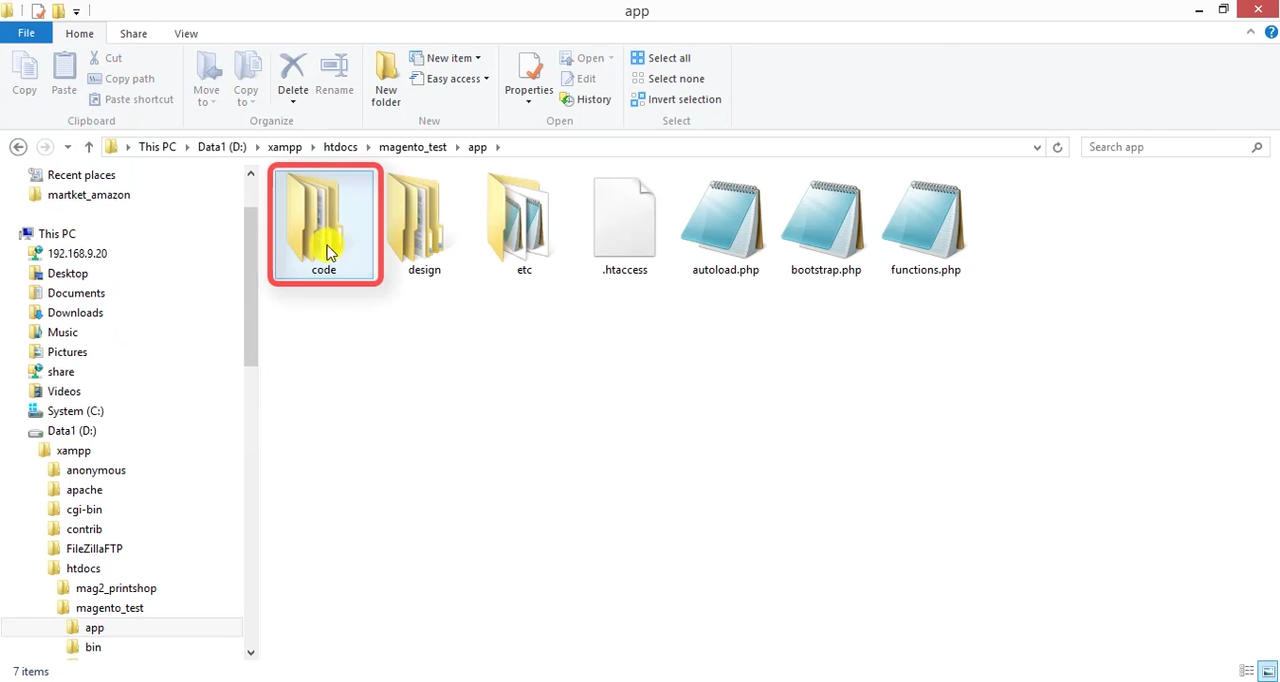 app
File Home Share View
Copy
Paste
Cut
Copy path
Paste shortcut
Clipboard
Move to
Copy to
Delete
Rename
Organize
New folder
New item
Easy access
New
Properties
Open
Edit
History
Open
Select all
Select none
Invert selection
Select
This PC Data1 (D:) xampp htdocs magento_test app
Search app
Recent places
martket_amazon
This PC
192.168.9.20
Desktop
Documents
Downloads
Music
Pictures
share
Videos
System (C:)
Data1 (D:)
xampp
anonymous
apache
cgi-bin
contrib
FileZillaFTP
htdocs
mag2_printshop
magento_test
app
bin
code design etc .htaccess autoload.php bootstrap.php functions.php
7 items